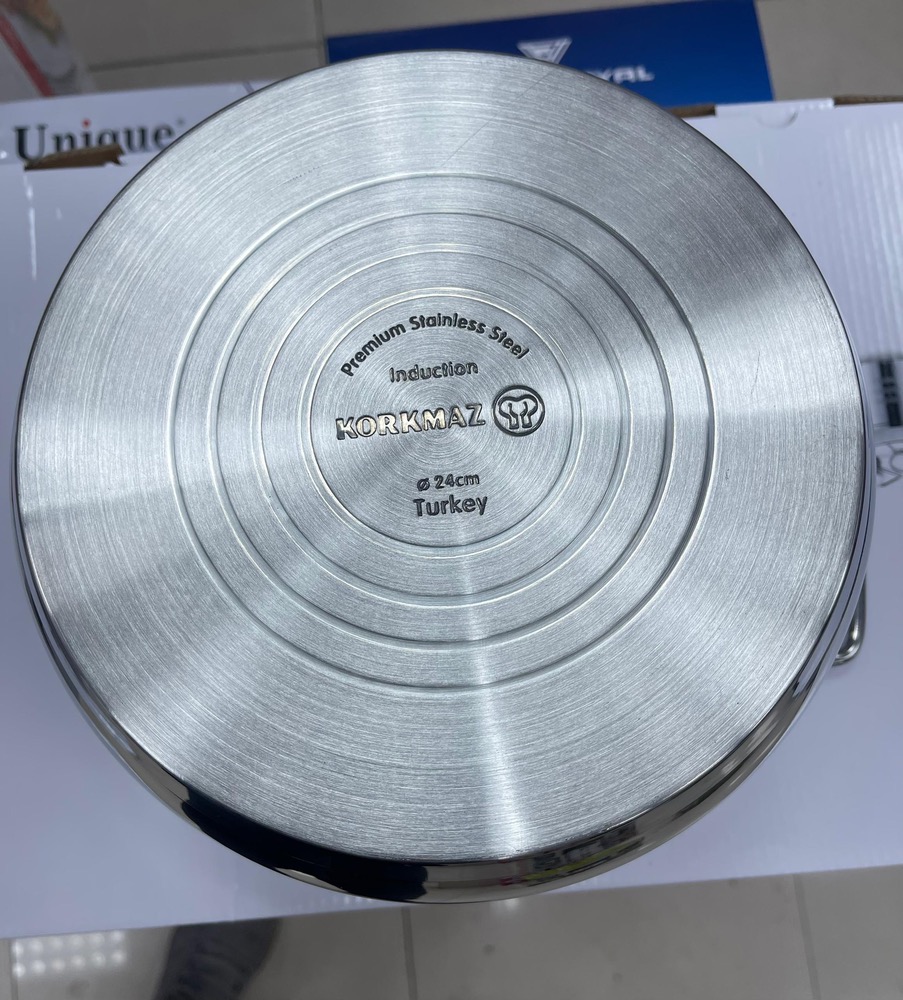 Unique
Premium Stainless Steel
Induction
KORKMAZ
ø 24cm
Turkey